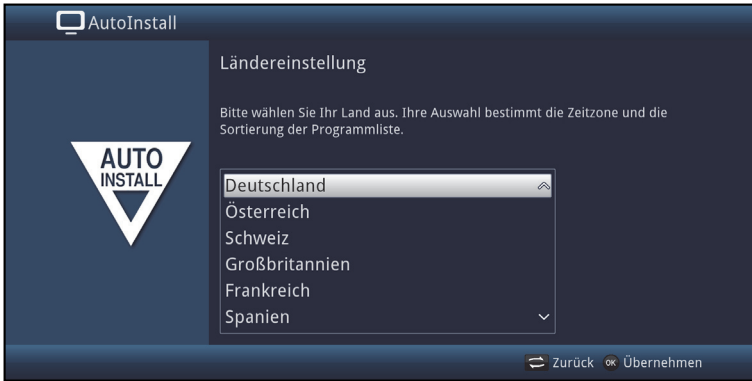 AutoInstall
Ländereinstellung
Bitte wählen Sie Ihr Land aus. Ihre Auswahl bestimmt die Zeitzone und die
Sortierung der Programmliste.
AUTO
INSTALL
Deutschland
Österreich
Schweiz
Großbritannien
Frankreich
Spanien
Zurück OK Übernehmen